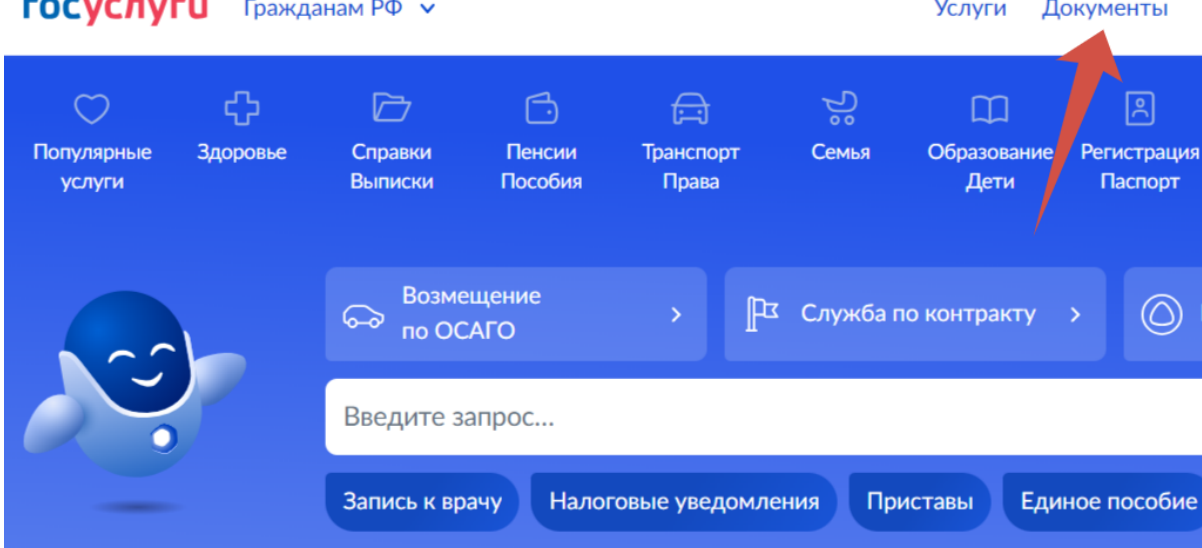 госуслуги Гражданам РФ Услуги Документы
Популярные услуги
Здоровье
Справки Выписки
Пенсии Пособия
Транспорт Права
Семья
Образование Дети
Регистрация Паспорт
Возмещение
по ОСАГО
Служба по контракту
Введите запрос...
Запись к врачу Налоговые уведомления Приставы Единое пособие